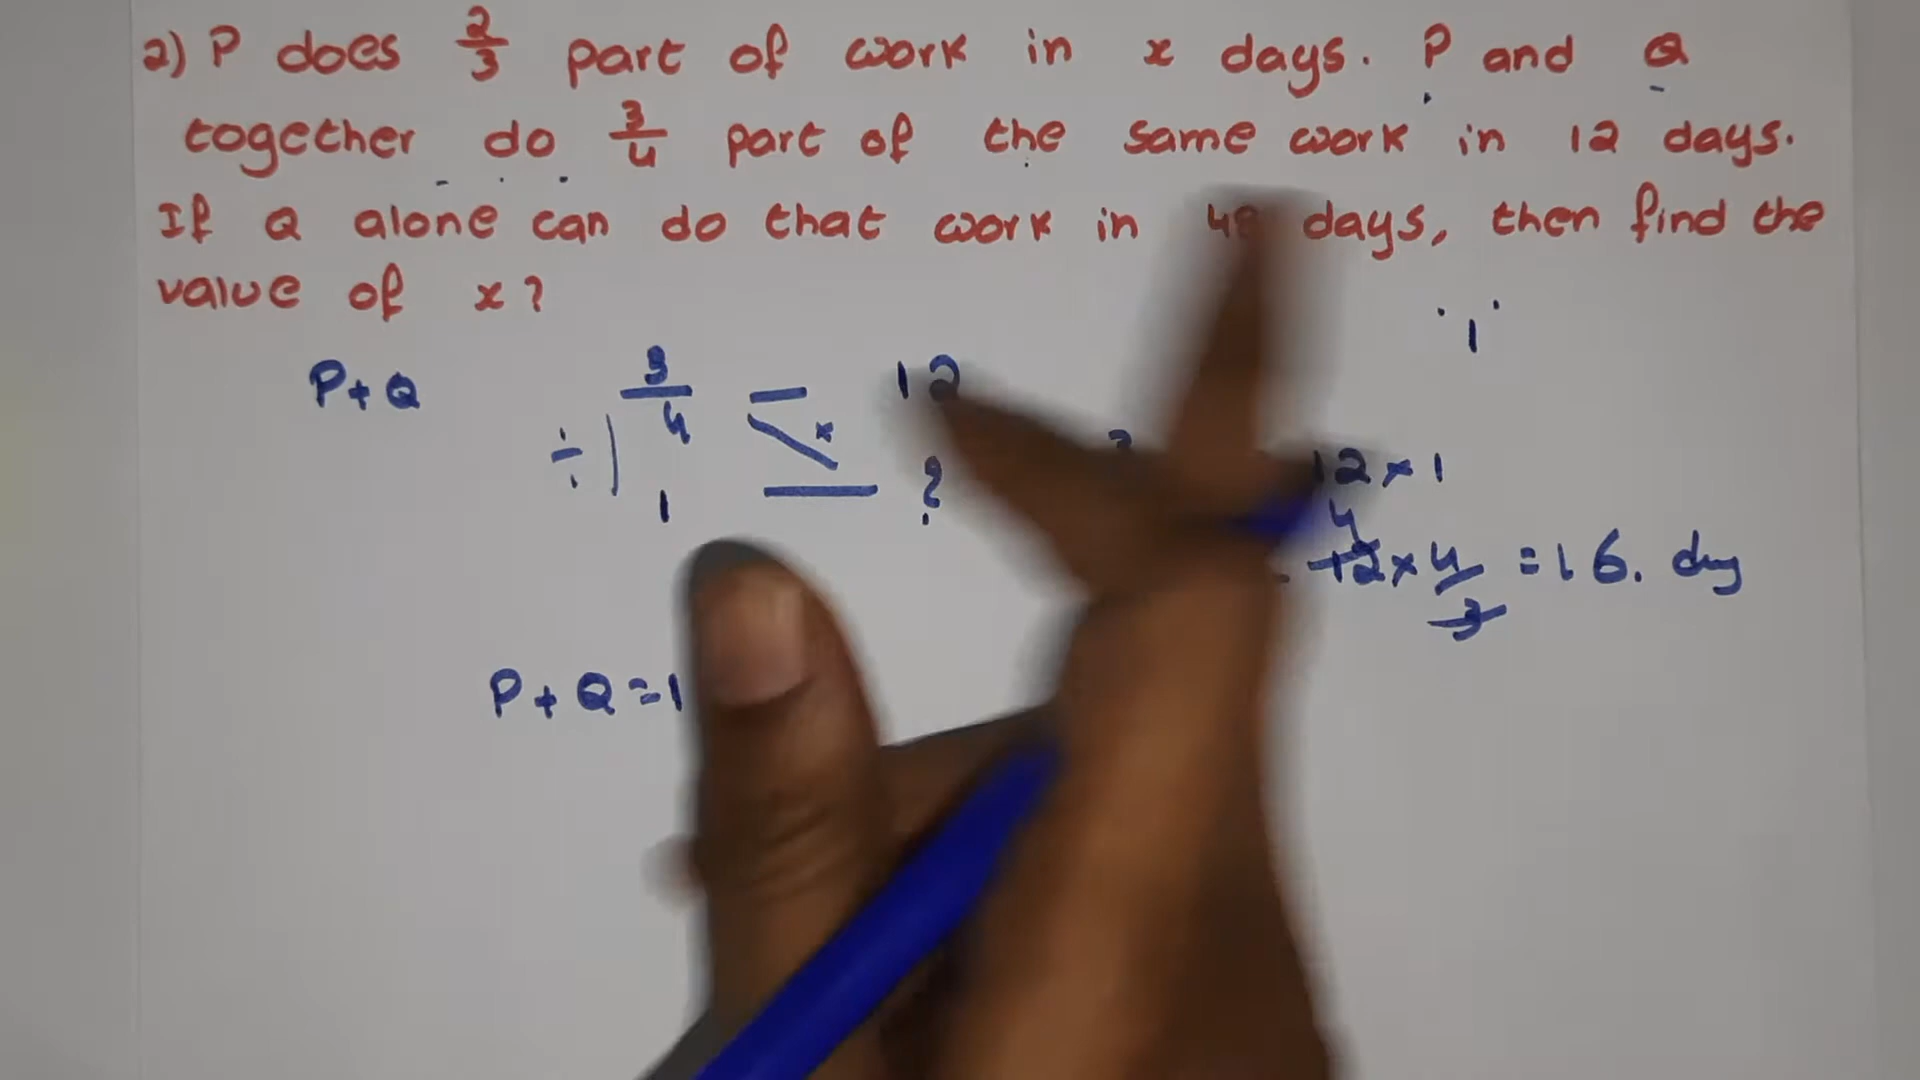 2) P does 2/3 part of work in x days. P and Q
together do 3/4 part of the same work in 12 days.
If Q alone can do that work in days, then find the
value of x?
P+Q 3/4 12
÷ x
1 ?
12×1
4
12×4/3 =16. day
P+Q=1